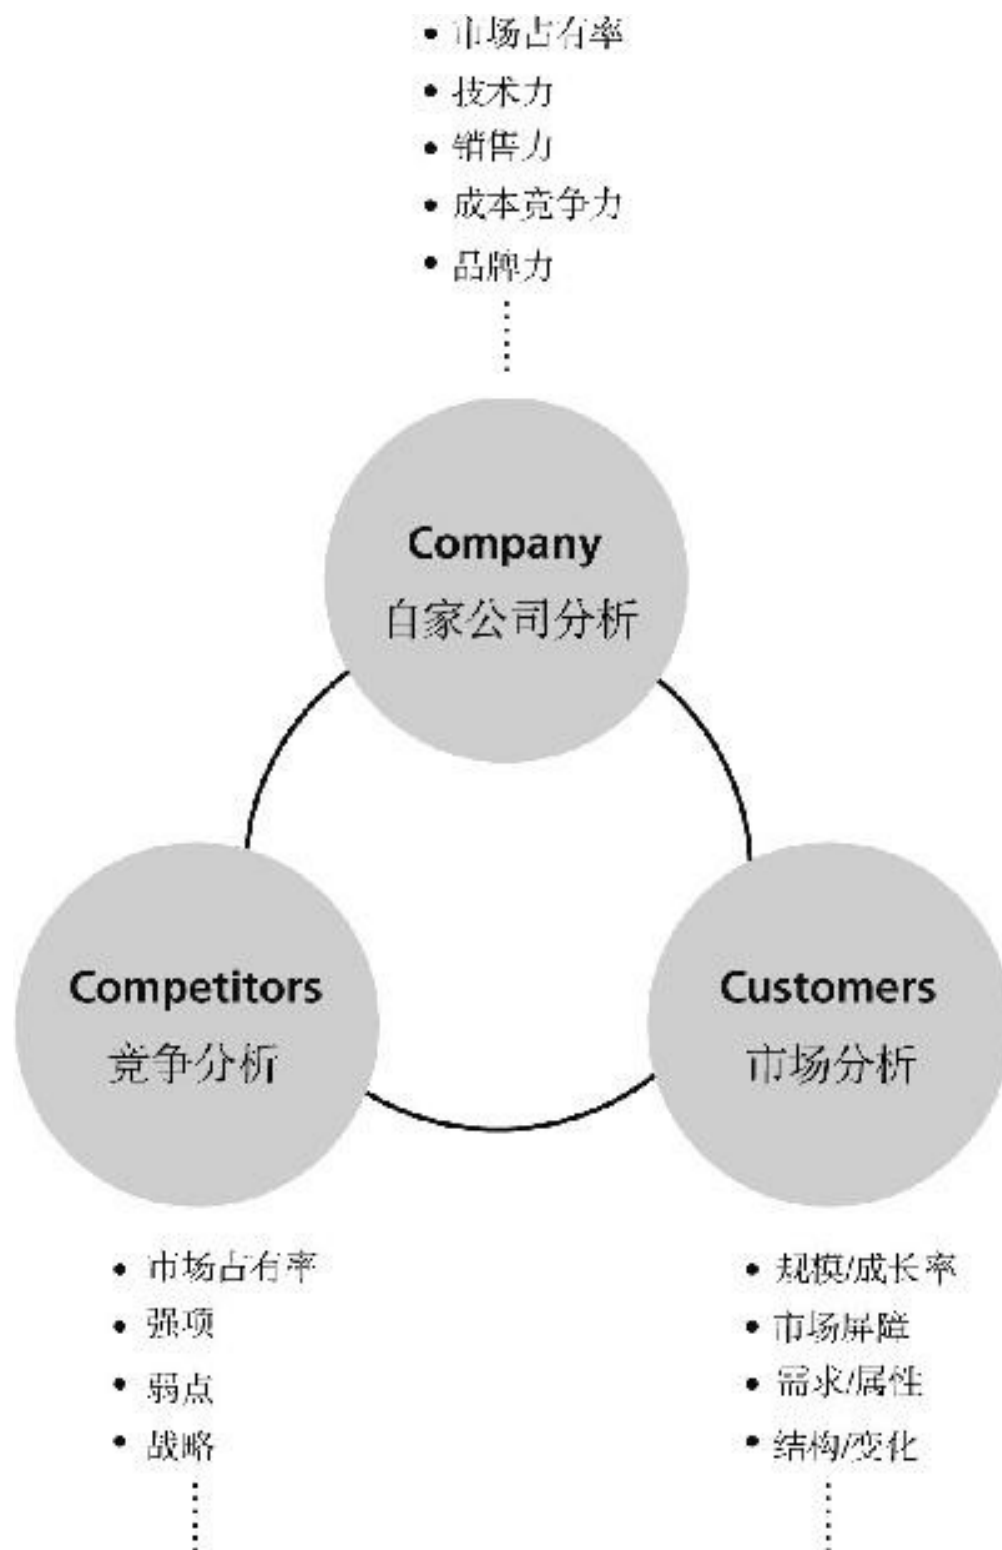 • 市场占有率
• 技术力
• 销售力
• 成本竞争力
• 品牌力
Company
自家公司分析
Competitors
竞争分析
Customers
市场分析
• 市场占有率
• 强项
• 弱点
• 战略
• 规模/成长率
• 市场屏障
• 需求/属性
• 结构/变化